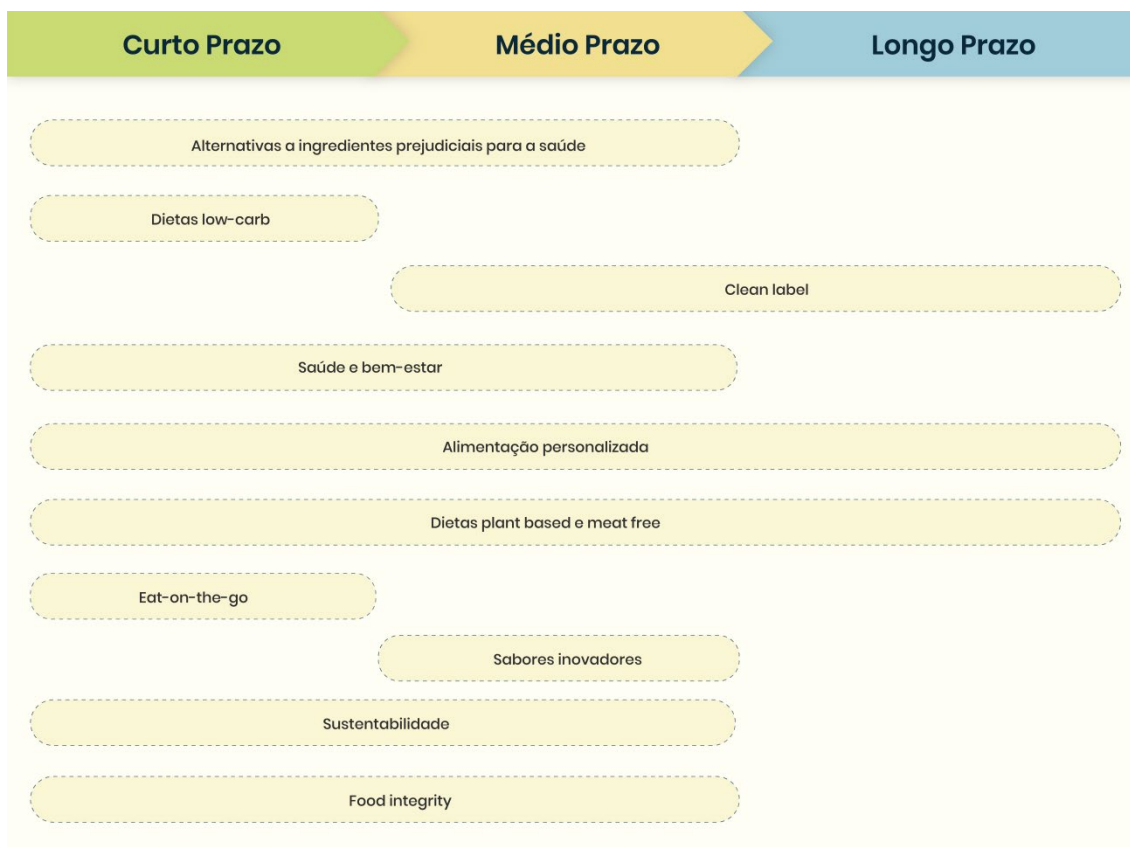 Curto Prazo
Médio Prazo
Longo Prazo
Alternativas a ingredientes prejudiciais para a saúde
Dietas low-carb
Clean label
Saúde e bem-estar
Alimentação personalizada
Dietas plant based e meat free
Eat-on-the-go
Sabores inovadores
Sustentabilidade
Food integrity